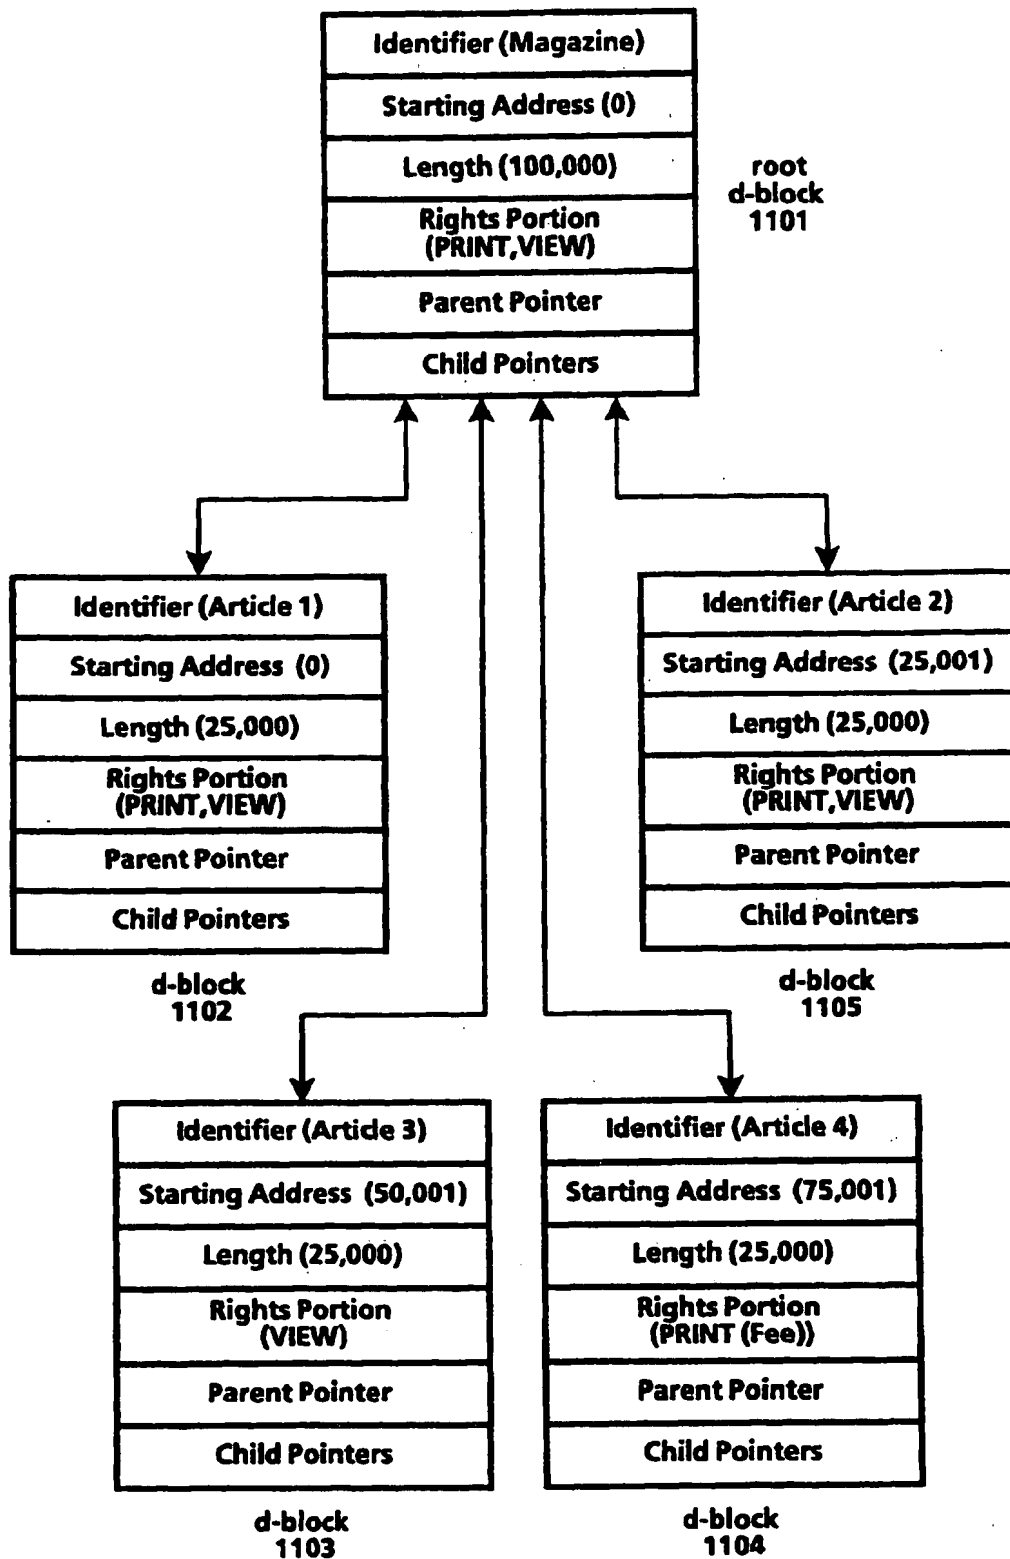 Identifier (Magazine)
Starting Address (0)
Length (100,000)
Rights Portion
(PRINT,VIEW)
Parent Pointer
Child Pointers
root
d-block
1101
Identifier (Article 1)
Starting Address (0)
Length (25,000)
Rights Portion
(PRINT,VIEW)
Parent Pointer
Child Pointers
d-block
1102
Identifier (Article 2)
Starting Address (25,001)
Length (25,000)
Rights Portion
(PRINT,VIEW)
Parent Pointer
Child Pointers
d-block
1105
Identifier (Article 3)
Starting Address (50,001)
Length (25,000)
Rights Portion
(VIEW)
Parent Pointer
Child Pointers
d-block
1103
Identifier (Article 4)
Starting Address (75,001)
Length (25,000)
Rights Portion
(PRINT (Fee))
Parent Pointer
Child Pointers
d-block
1104